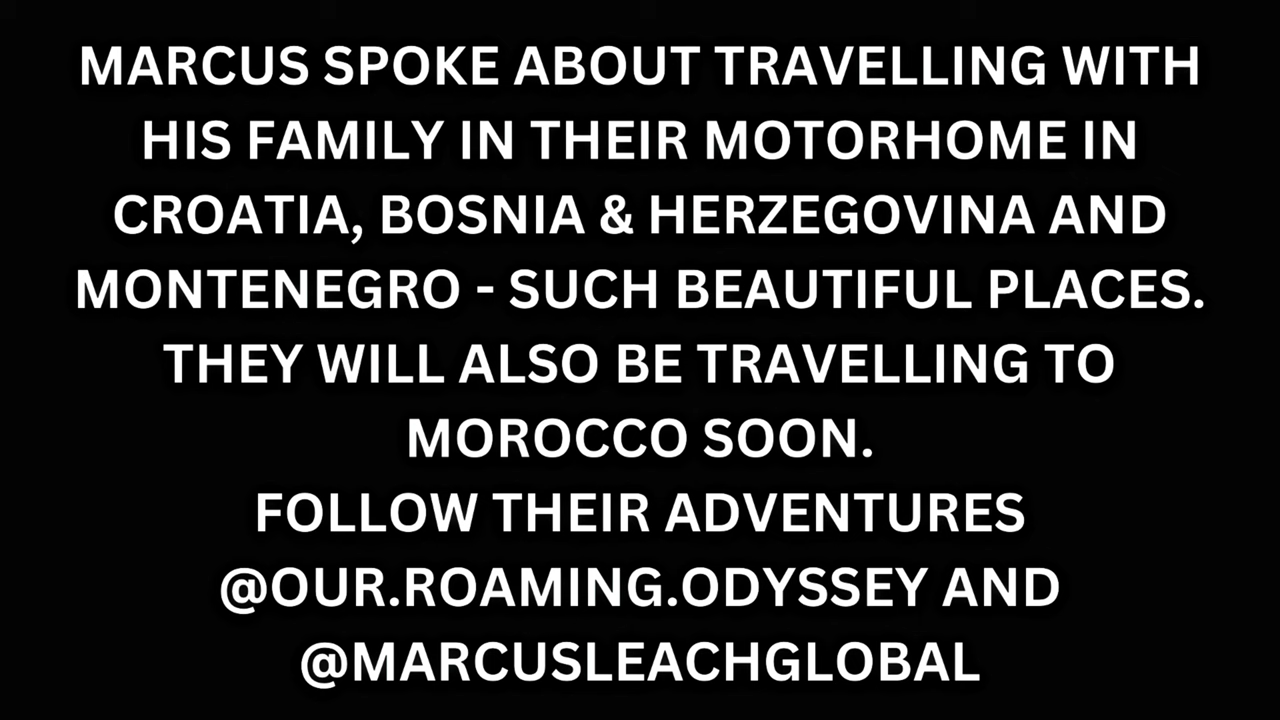 MARCUS SPOKE ABOUT TRAVELLING WITH
HIS FAMILY IN THEIR MOTORHOME IN
CROATIA, BOSNIA & HERZEGOVINA AND
MONTENEGRO - SUCH BEAUTIFUL PLACES.
THEY WILL ALSO BE TRAVELLING TO
MOROCCO SOON.
FOLLOW THEIR ADVENTURES
@OUR.ROAMING.ODYSSEY AND
@MARCUSLEACHGLOBAL